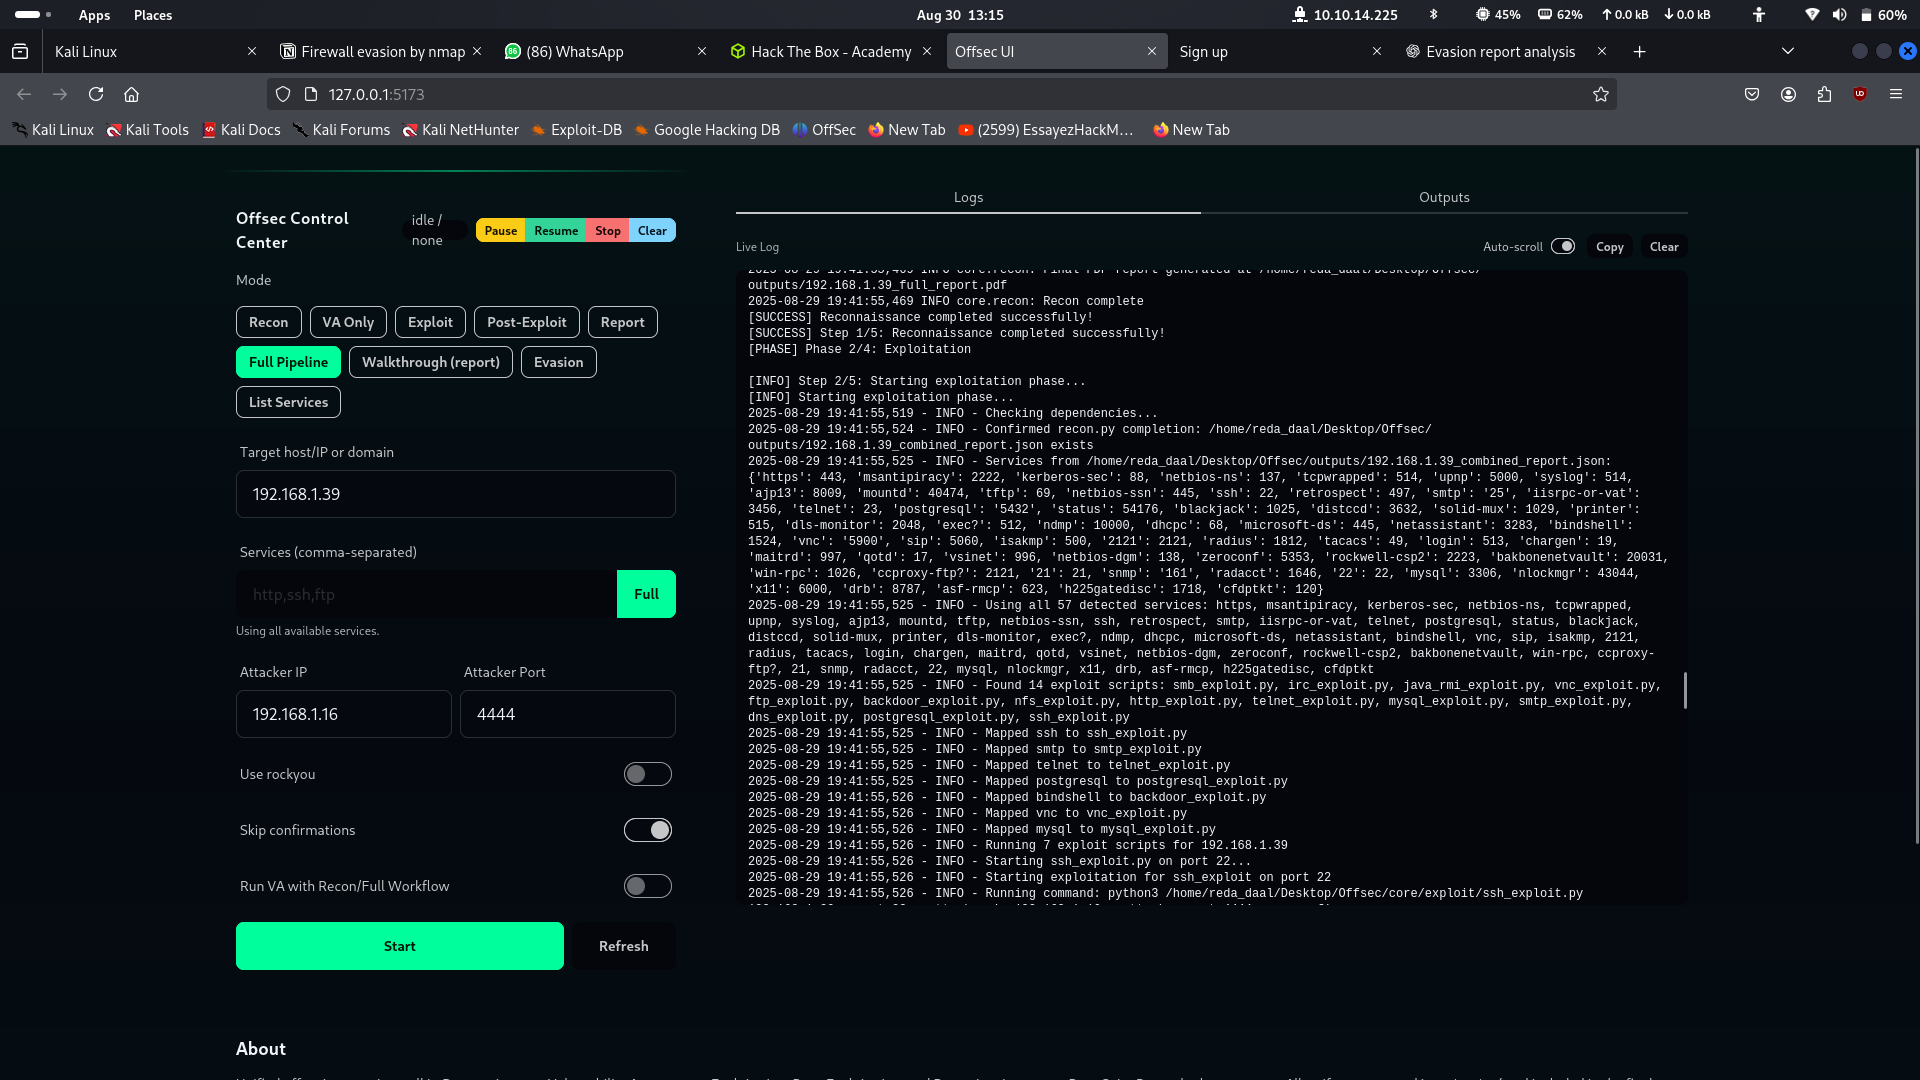 Apps Places Aug 30 13:15 10.10.14.225 45% 62% 0.0 kB 0.0 kB 60%
Kali Linux Firewall evasion by nmap (86) WhatsApp Hack The Box - Academy Offsec UI Sign up Evasion report analysis
127.0.0.1:5173
Kali Linux Kali Tools Kali Docs Kali Forums Kali NetHunter Exploit-DB Google Hacking DB OffSec New Tab (2599) EssayezHackM… New Tab
Offsec Control
Center
idle /
none
Pause Resume Stop Clear
Mode
Recon VA Only Exploit Post-Exploit Report
Full Pipeline Walkthrough (report) Evasion
List Services
Target host/IP or domain
192.168.1.39
Services (comma-separated)
http,ssh,ftp Full
Using all available services.
Attacker IP Attacker Port
192.168.1.16 4444
Use rockyou
Skip confirmations
Run VA with Recon/Full Workflow
Start Refresh
Logs Outputs
Live Log Auto-scroll Copy Clear
2025-08-29 19:41:55,469 INFO core.recon: Final PDF report generated at /home/reda_daal/Desktop/Offsec/
outputs/192.168.1.39_full_report.pdf
2025-08-29 19:41:55,469 INFO core.recon: Recon complete
[SUCCESS] Reconnaissance completed successfully!
[SUCCESS] Step 1/5: Reconnaissance completed successfully!
[PHASE] Phase 2/4: Exploitation
[INFO] Step 2/5: Starting exploitation phase...
[INFO] Starting exploitation phase...
2025-08-29 19:41:55,519 - INFO - Checking dependencies...
2025-08-29 19:41:55,524 - INFO - Confirmed recon.py completion: /home/reda_daal/Desktop/Offsec/
outputs/192.168.1.39_combined_report.json exists
2025-08-29 19:41:55,525 - INFO - Services from /home/reda_daal/Desktop/Offsec/outputs/192.168.1.39_combined_report.json:
{'https': 443, 'msantipiracy': 2222, 'kerberos-sec': 88, 'netbios-ns': 137, 'tcpwrapped': 514, 'upnp': 5000, 'syslog': 514,
'ajp13': 8009, 'mountd': 40474, 'tftp': 69, 'netbios-ssn': 445, 'ssh': 22, 'retrospect': 497, 'smtp': '25', 'iisrpc-or-vat':
3456, 'telnet': 23, 'postgresql': '5432', 'status': 54176, 'blackjack': 1025, 'distccd': 3632, 'solid-mux': 1029, 'printer':
515, 'dls-monitor': 2048, 'exec?': 512, 'ndmp': 10000, 'dhcpc': 68, 'microsoft-ds': 445, 'netassistant': 3283, 'bindshell':
1524, 'vnc': '5900', 'sip': 5060, 'isakmp': 500, '2121': 2121, 'radius': 1812, 'tacacs': 49, 'login': 513, 'chargen': 19,
'maitrd': 997, 'qotd': 17, 'vsinet': 996, 'netbios-dgm': 138, 'zeroconf': 5353, 'rockwell-csp2': 2223, 'bakbonenetvault': 20031,
'win-rpc': 1026, 'ccproxy-ftp?': 2121, '21': 21, 'snmp': '161', 'radacct': 1646, '22': 22, 'mysql': 3306, 'nlockmgr': 43044,
'x11': 6000, 'drb': 8787, 'asf-rmcp': 623, 'h225gatedisc': 1718, 'cfdptkt': 120}
2025-08-29 19:41:55,525 - INFO - Using all 57 detected services: https, msantipiracy, kerberos-sec, netbios-ns, tcpwrapped,
upnp, syslog, ajp13, mountd, tftp, netbios-ssn, ssh, retrospect, smtp, iisrpc-or-vat, telnet, postgresql, status, blackjack,
distccd, solid-mux, printer, dls-monitor, exec?, ndmp, dhcpc, microsoft-ds, netassistant, bindshell, vnc, sip, isakmp, 2121,
radius, tacacs, login, chargen, maitrd, qotd, vsinet, netbios-dgm, zeroconf, rockwell-csp2, bakbonenetvault, win-rpc, ccproxy-
ftp?, 21, snmp, radacct, 22, mysql, nlockmgr, x11, drb, asf-rmcp, h225gatedisc, cfdptkt
2025-08-29 19:41:55,525 - INFO - Found 14 exploit scripts: smb_exploit.py, irc_exploit.py, java_rmi_exploit.py, vnc_exploit.py,
ftp_exploit.py, backdoor_exploit.py, nfs_exploit.py, http_exploit.py, telnet_exploit.py, mysql_exploit.py, smtp_exploit.py,
dns_exploit.py, postgresql_exploit.py, ssh_exploit.py
2025-08-29 19:41:55,525 - INFO - Mapped ssh to ssh_exploit.py
2025-08-29 19:41:55,525 - INFO - Mapped smtp to smtp_exploit.py
2025-08-29 19:41:55,525 - INFO - Mapped telnet to telnet_exploit.py
2025-08-29 19:41:55,525 - INFO - Mapped postgresql to postgresql_exploit.py
2025-08-29 19:41:55,526 - INFO - Mapped bindshell to backdoor_exploit.py
2025-08-29 19:41:55,526 - INFO - Mapped vnc to vnc_exploit.py
2025-08-29 19:41:55,526 - INFO - Mapped mysql to mysql_exploit.py
2025-08-29 19:41:55,526 - INFO - Running 7 exploit scripts for 192.168.1.39
2025-08-29 19:41:55,526 - INFO - Starting ssh_exploit.py on port 22...
2025-08-29 19:41:55,526 - INFO - Starting exploitation for ssh_exploit on port 22
2025-08-29 19:41:55,526 - INFO - Running command: python3 /home/reda_daal/Desktop/Offsec/core/exploit/ssh_exploit.py
About